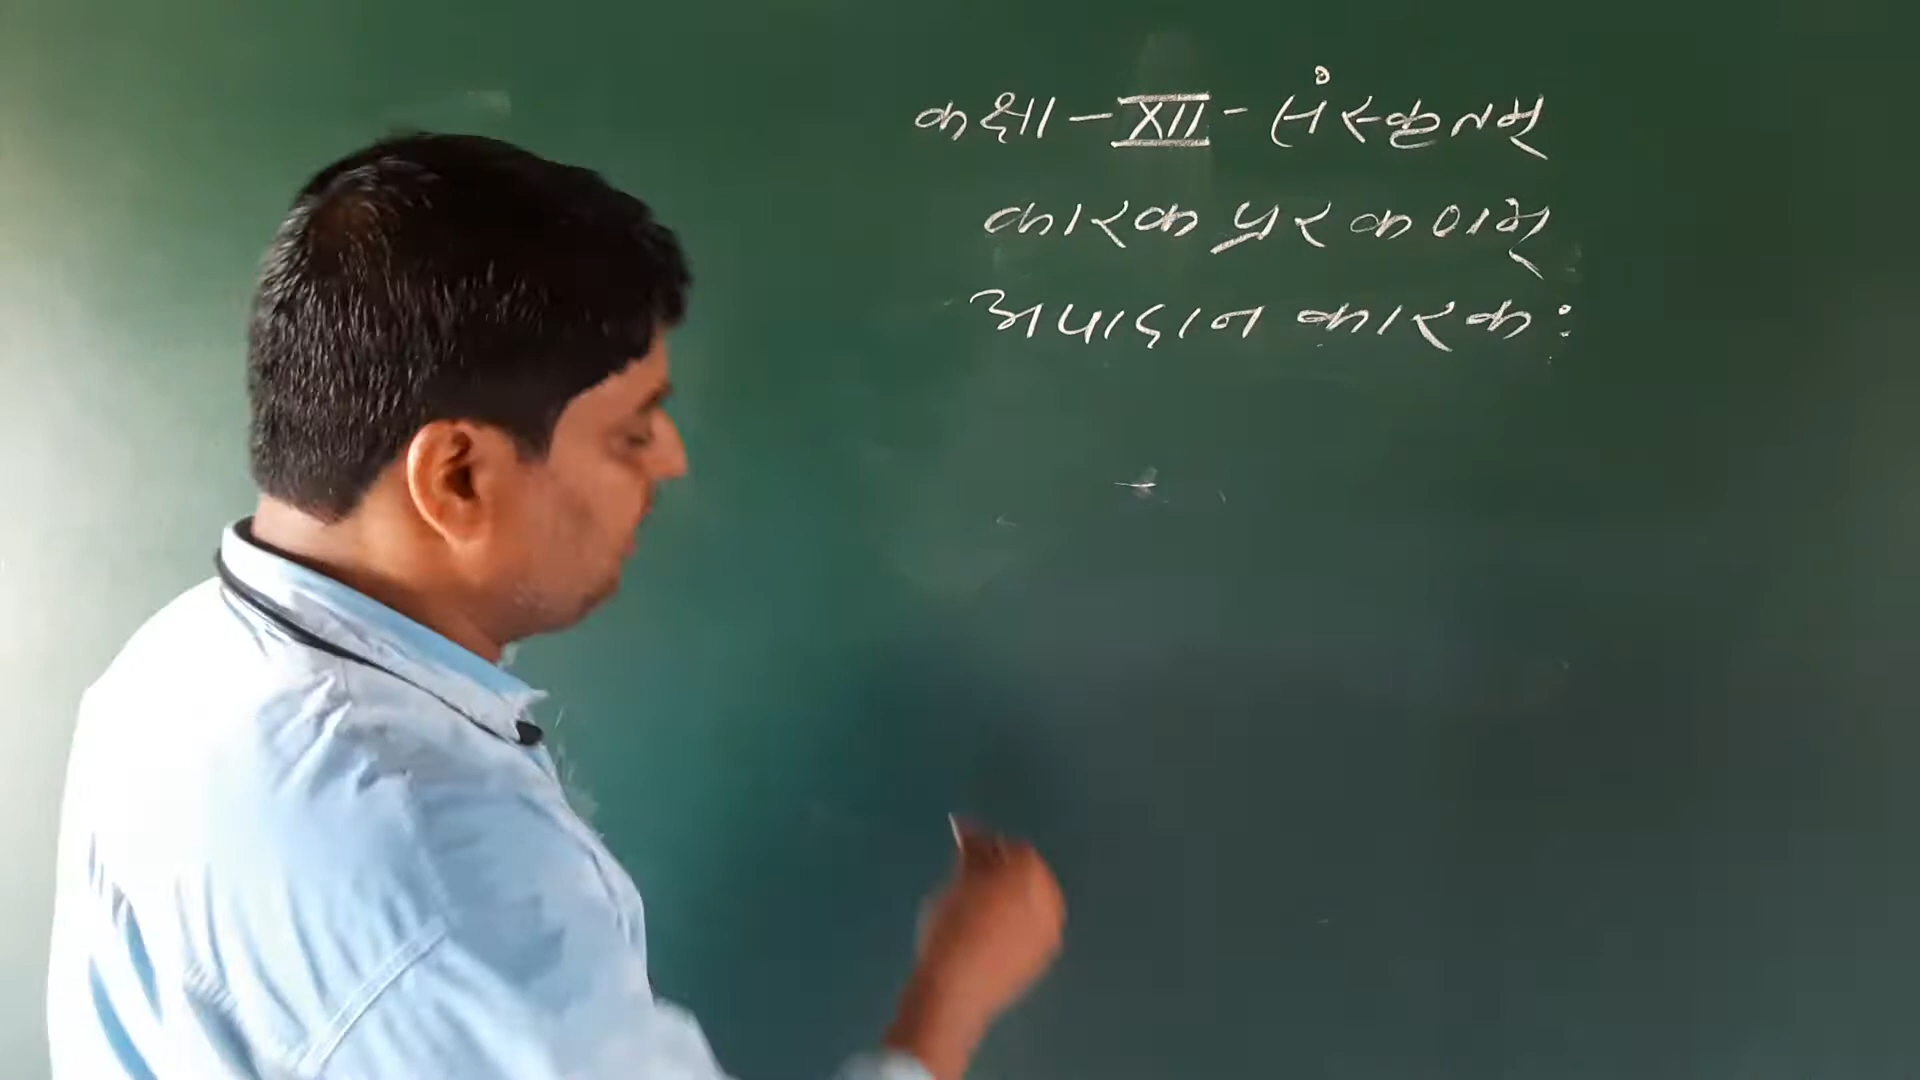 कक्षा - XII - संस्कृतम्
कारक प्रकरणम्
अपादान कारक: